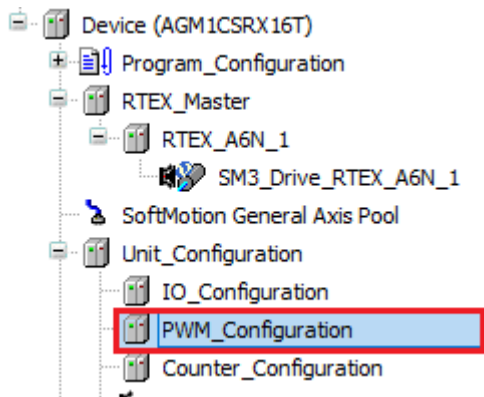 Device (AGM1CSRX16T)
Program_Configuration
RTEX_Master
RTEX_A6N_1
SM3_Drive_RTEX_A6N_1
SoftMotion General Axis Pool
Unit_Configuration
IO_Configuration
PWM_Configuration
Counter_Configuration